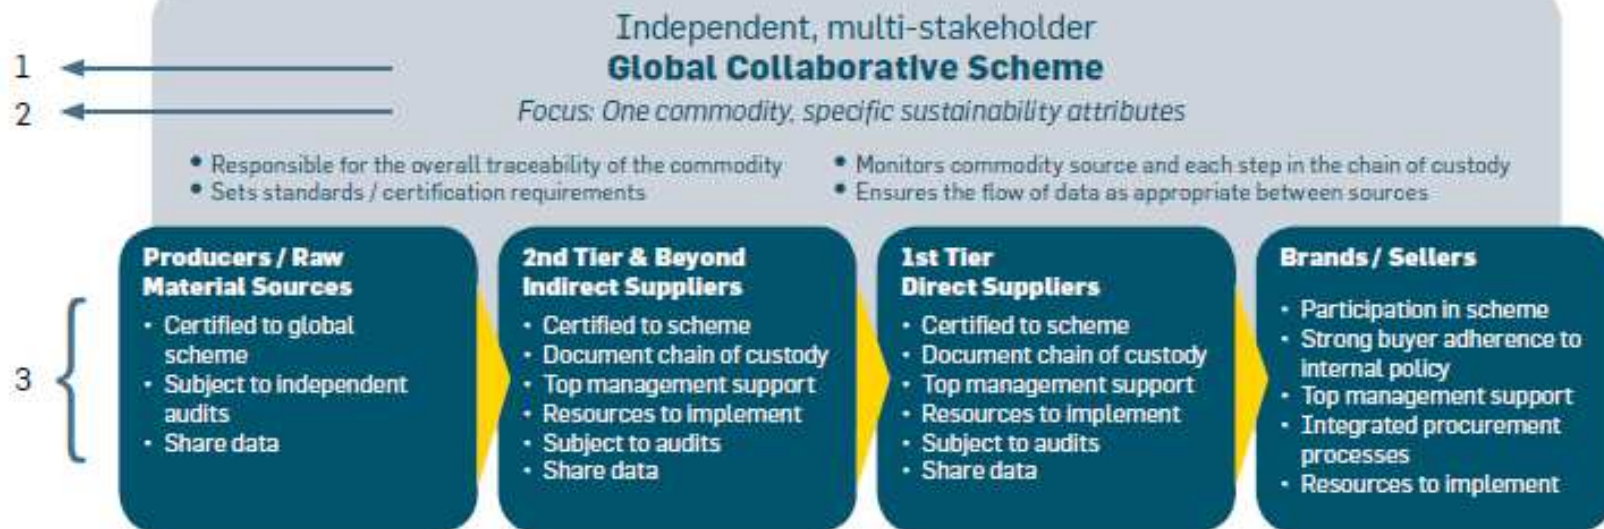 Independent, multi-stakeholder
1
Global Collaborative Scheme
2
Focus: One commodity, specific sustainability attributes
• Responsible for the overall traceability of the commodity
• Sets standards / certification requirements
• Monitors commodity source and each step in the chain of custody
• Ensures the flow of data as appropriate between sources
3
Producers / Raw
Material Sources
• Certified to global
scheme
• Subject to independent
audits
• Share data
2nd Tier & Beyond
Indirect Suppliers
• Certified to scheme
• Document chain of custody
• Top management support
• Resources to implement
• Subject to audits
• Share data
1st Tier
Direct Suppliers
• Certified to scheme
• Document chain of custody
• Top management support
• Resources to implement
• Subject to audits
• Share data
Brands / Sellers
• Participation in scheme
• Strong buyer adherence to
internal policy
• Top management support
• Integrated procurement
processes
• Resources to implement